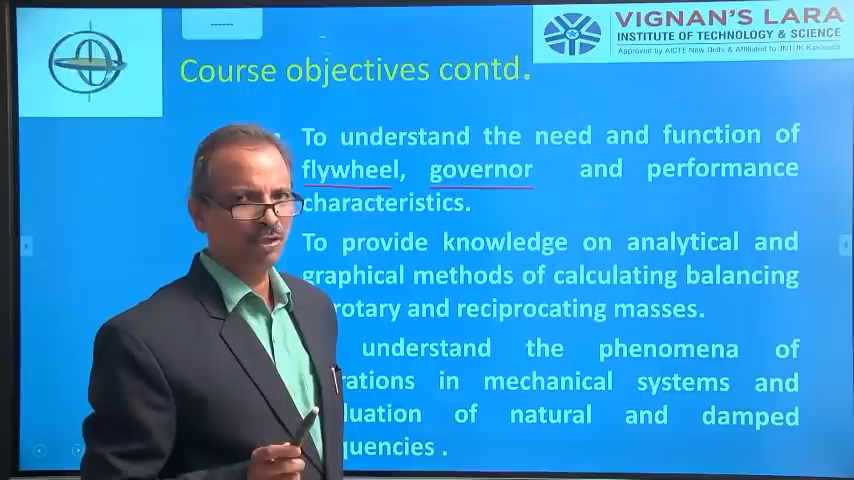 VIGNAN'S LARA
INSTITUTE OF TECHNOLOGY & SCIENCE
Approved by AICTE New Delhi & Affiliated to JNTUK Kakinada
Course objectives contd.
To understand the need and function of
flywheel, governor and performance
characteristics.
To provide knowledge on analytical and
graphical methods of calculating balancing
rotary and reciprocating masses.
understand the phenomena of
rations in mechanical systems and
luation of natural and damped
quencies .